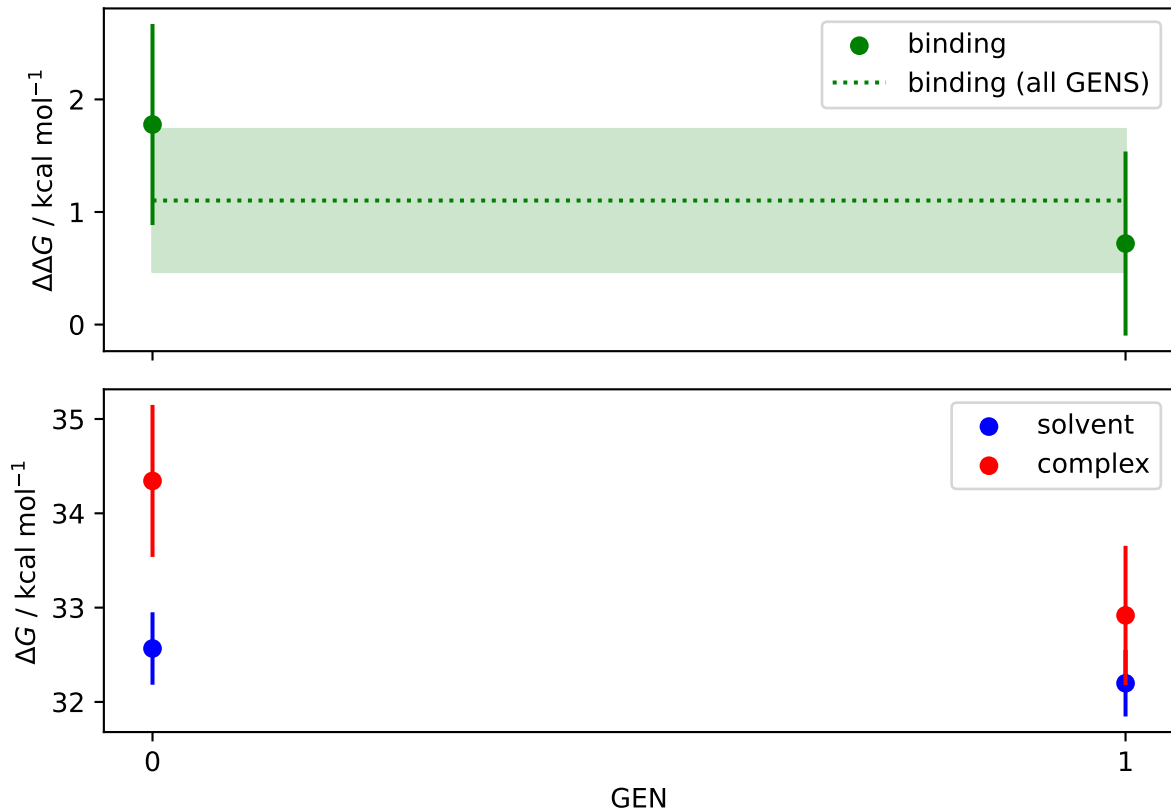 binding
binding (all GENS)
ΔΔG / kcal mol⁻¹
2
1
0
solvent
complex
ΔG / kcal mol⁻¹
35
34
33
32
0
1
GEN